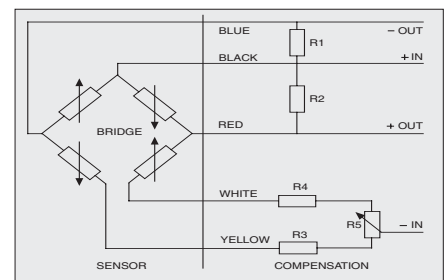 BLUE
− OUT
R1
BLACK
+ IN
R2
BRIDGE
RED
+ OUT
WHITE
R4
R5
− IN
YELLOW
R3
SENSOR
COMPENSATION